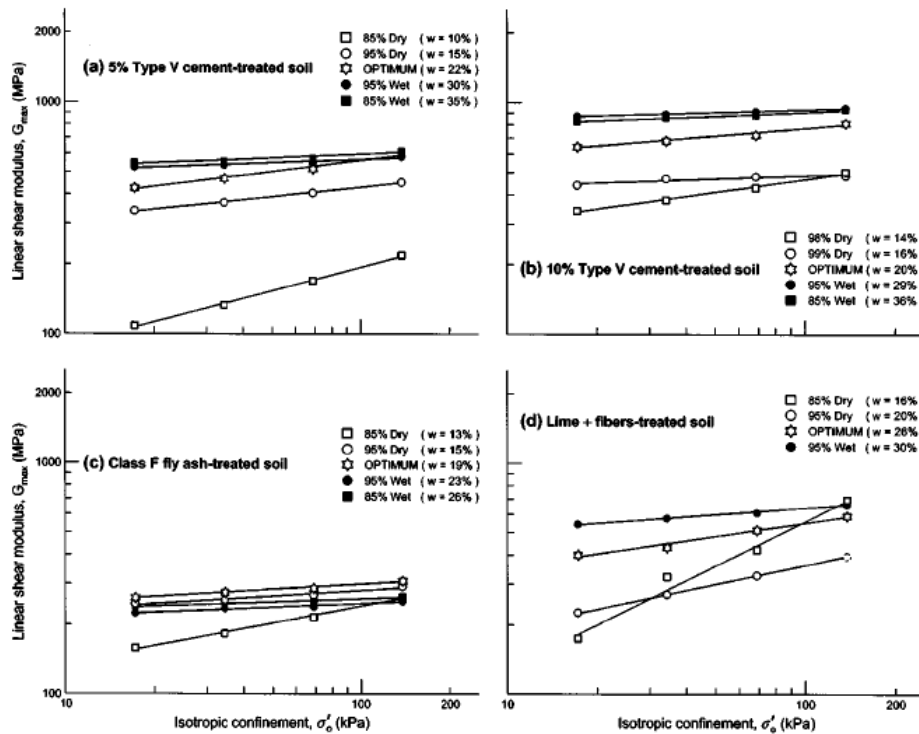 2000
1000
100
Linear shear modulus, G_max (MPa)
(a) 5% Type V cement-treated soil
85% Dry ( w = 10% )
95% Dry ( w = 15% )
OPTIMUM ( w = 22% )
95% Wet ( w = 30% )
85% Wet ( w = 35% )
(b) 10% Type V cement-treated soil
98% Dry ( w = 14%
99% Dry ( w = 16%
OPTIMUM ( w = 20%
95% Wet ( w = 29%
85% Wet ( w = 36%
2000
1000
100
Linear shear modulus, G_max (MPa)
(c) Class F fly ash-treated soil
85% Dry ( w = 13% )
95% Dry ( w = 15% )
OPTIMUM ( w = 19% )
95% Wet ( w = 23% )
85% Wet ( w = 26% )
(d) Lime + fibers-treated soil
85% Dry ( w = 16%
95% Dry ( w = 20%
OPTIMUM ( w = 26%
95% Wet ( w = 30%
10 100 200
Isotropic confinement, σ'_o (kPa)
10 100 200
Isotropic confinement, σ'_o (kPa)